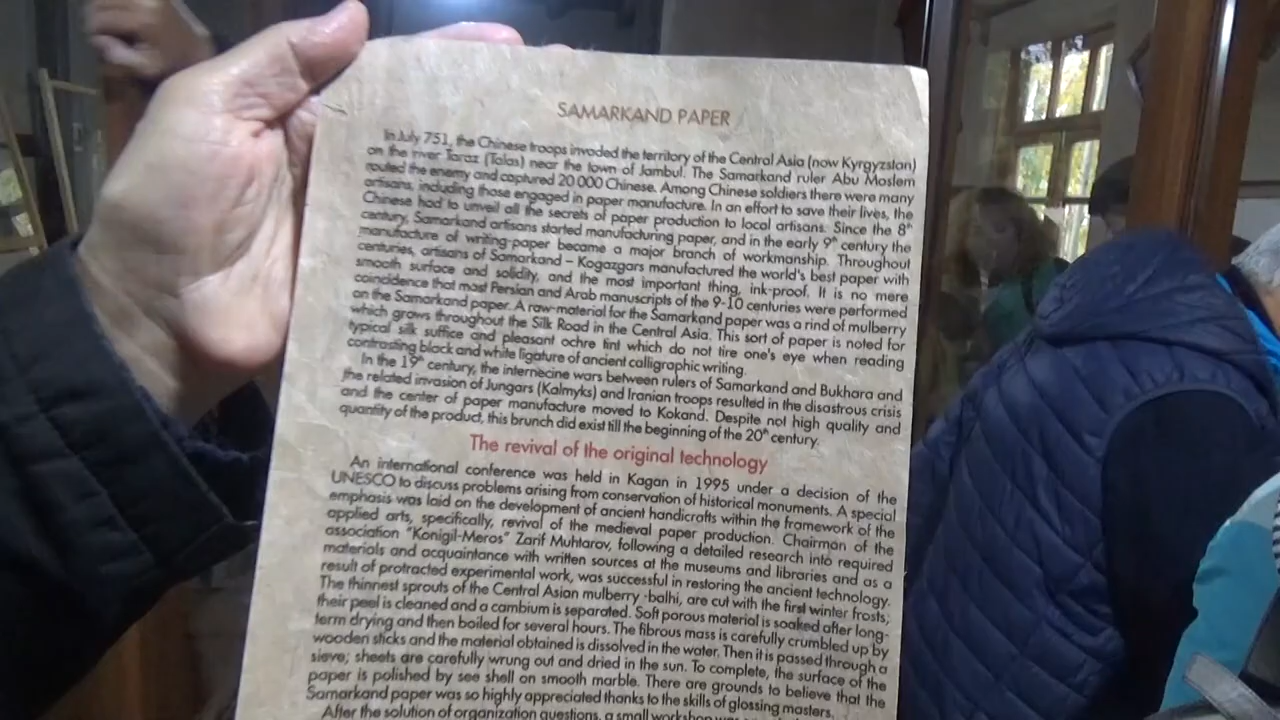 SAMARKAND PAPER
In July 751, the Chinese troops invaded the territory of the Central Asia (now Kyrgyzstan)
on the river Taraz (Talas) near the town of Jambul. The Samarkand ruler Abu Moslem
routed the enemy and captured 20 000 Chinese. Among Chinese soldiers there were many
artisans, including those engaged in paper manufacture. In an effort to save their lives, the
Chinese had to unveil all the secrets of paper production to local artisans. Since the 8th
century, Samarkand artisans started manufacturing paper, and in the early 9th century the
manufacture of writing-paper became a major branch of workmanship. Throughout
centuries, artisans of Samarkand – Kogazgars manufactured the world's best paper with
smooth surface and solidity, and the most important thing, ink-proof. It is no mere
coincidence that most Persian and Arab manuscripts of the 9-10 centuries were performed
on the Samarkand paper. A raw-material for the Samarkand paper was a rind of mulberry
which grows throughout the Silk Road in the Central Asia. This sort of paper is noted for
typical silk suffice and pleasant ochre tint which do not tire one's eye when reading
contrasting black and white ligature of ancient calligraphic writing.
In the 19th century, the internecine wars between rulers of Samarkand and Bukhara and
the related invasion of Jungars (Kalmyks) and Iranian troops resulted in the disastrous crisis
and the center of paper manufacture moved to Kokand. Despite not high quality and
quantity of the product, this brunch did exist till the beginning of the 20th century.
The revival of the original technology
An international conference was held in Kagan in 1995 under a decision of the
UNESCO to discuss problems arising from conservation of historical monuments. A special
emphasis was laid on the development of ancient handicrafts within the framework of the
applied arts, specifically, revival of the medieval paper production. Chairman of the
association "Konigil-Meros" Zarif Muhtarov, following a detailed research into required
materials and acquaintance with written sources at the museums and libraries and as a
result of protracted experimental work, was successful in restoring the ancient technology.
The thinnest sprouts of the Central Asian mulberry -balhi, are cut with the first winter frosts;
their peel is cleaned and a cambium is separated. Soft porous material is soaked after long-
term drying and then boiled for several hours. The fibrous mass is carefully crumbled up by
wooden sticks and the material obtained is dissolved in the water. Then it is passed through a
sieve; sheets are carefully wrung out and dried in the sun. To complete, the surface of the
paper is polished by see shell on smooth marble. There are grounds to believe that the
Samarkand paper was so highly appreciated thanks to the skills of glossing masters.
After the solution of organization questions, a small workshop